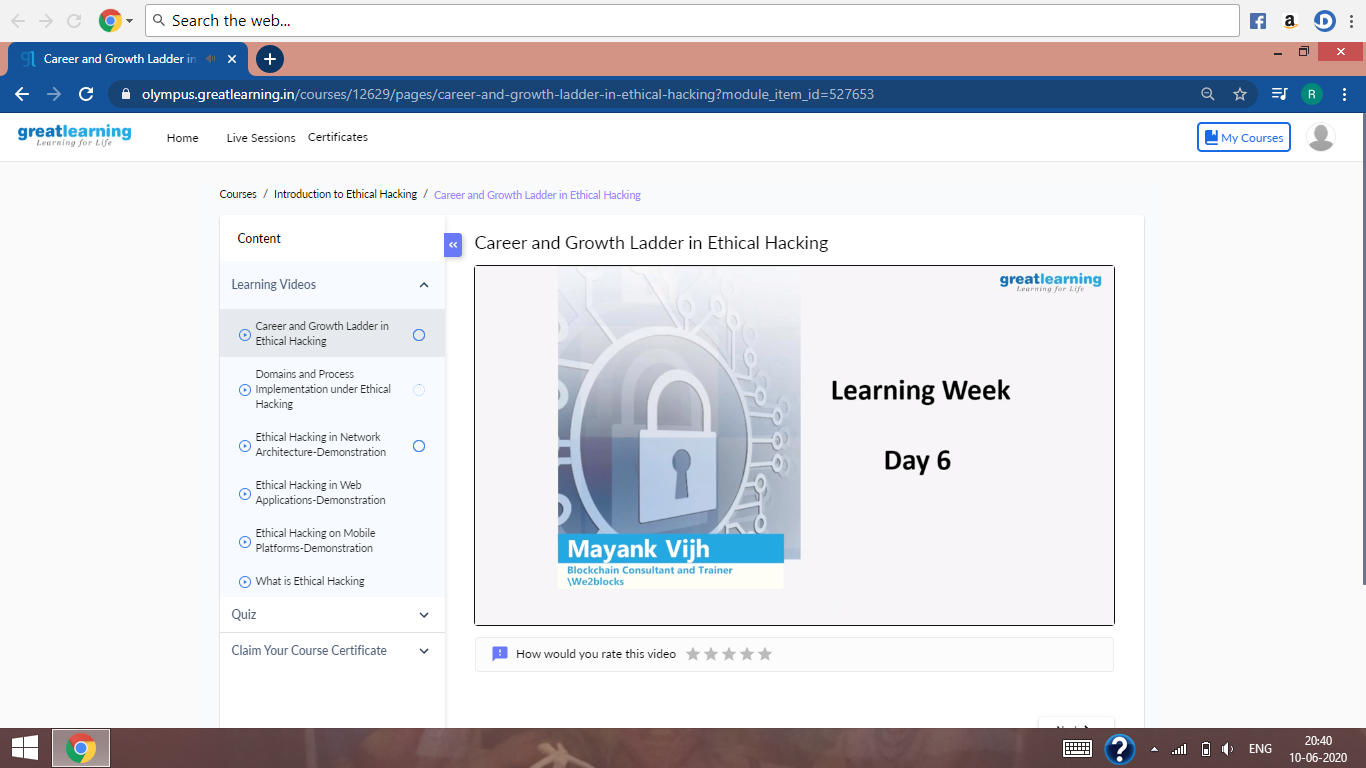 Search the web...
Career and Growth Ladder in
olympus.greatlearning.in/courses/12629/pages/career-and-growth-ladder-in-ethical-hacking?module_item_id=527653
R
greatlearning
Learning for Life
Home
Live Sessions
Certificates
My Courses
Courses / Introduction to Ethical Hacking / Career and Growth Ladder in Ethical Hacking
Content
Learning Videos
Career and Growth Ladder in
Ethical Hacking
Domains and Process
Implementation under Ethical
Hacking
Ethical Hacking in Network
Architecture-Demonstration
Ethical Hacking in Web
Applications-Demonstration
Ethical Hacking on Mobile
Platforms-Demonstration
What is Ethical Hacking
Quiz
Claim Your Course Certificate
Career and Growth Ladder in Ethical Hacking
greatlearning
Learning for Life
Learning Week
Day 6
Mayank Vijh
Blockchain Consultant and Trainer
\We2blocks
How would you rate this video
ENG
20:40
10-06-2020